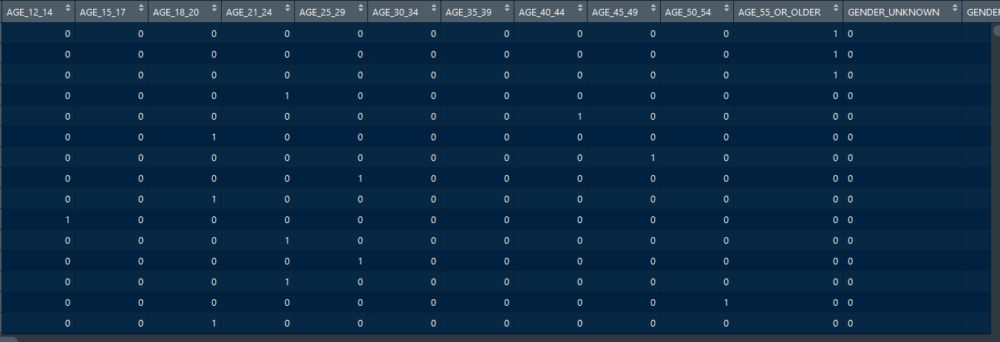 AGE_12_14 AGE_15_17 AGE_18_20 AGE_21_24 AGE_25_29 AGE_30_34 AGE_35_39 AGE_40_44 AGE_45_49 AGE_50_54 AGE_55_OR_OLDER GENDER_UNKNOWN GENDER
0 0 0 0 0 0 0 0 0 0 1 0
0 0 0 0 0 0 0 0 0 0 1 0
0 0 0 0 0 0 0 0 0 0 1 0
0 0 0 1 0 0 0 0 0 0 0 0
0 0 0 0 0 0 0 1 0 0 0 0
0 0 1 0 0 0 0 0 0 0 0 0
0 0 0 0 0 0 0 0 1 0 0 0
0 0 0 0 1 0 0 0 0 0 0 0
0 0 1 0 0 0 0 0 0 0 0 0
1 0 0 0 0 0 0 0 0 0 0 0
0 0 0 1 0 0 0 0 0 0 0 0
0 0 0 0 1 0 0 0 0 0 0 0
0 0 0 1 0 0 0 0 0 0 0 0
0 0 0 0 0 0 0 0 0 1 0 0
0 0 1 0 0 0 0 0 0 0 0 0